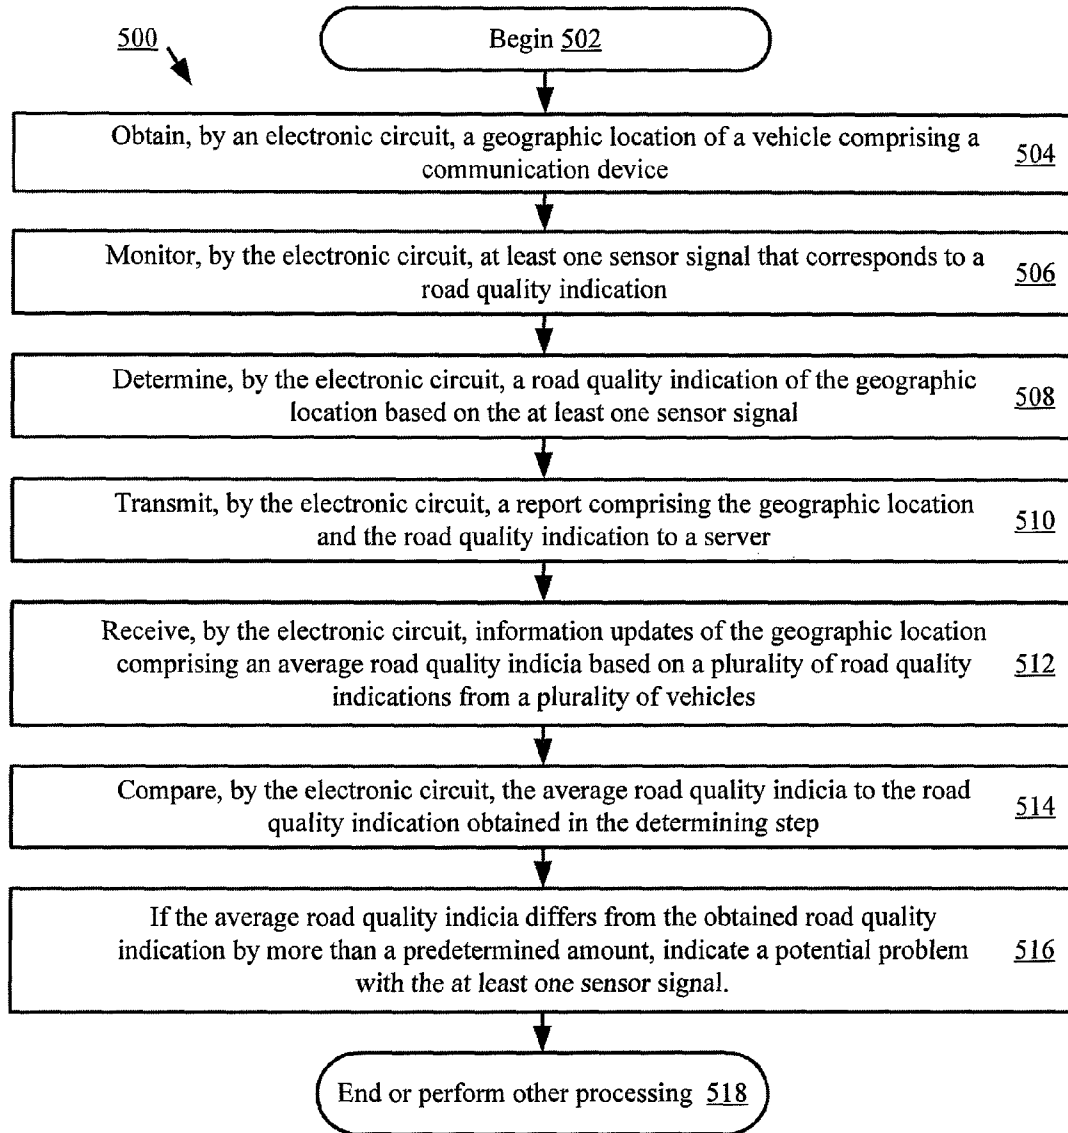 500
Begin 502
Obtain, by an electronic circuit, a geographic location of a vehicle comprising a
communication device
504
Monitor, by the electronic circuit, at least one sensor signal that corresponds to a
road quality indication
506
Determine, by the electronic circuit, a road quality indication of the geographic
location based on the at least one sensor signal
508
Transmit, by the electronic circuit, a report comprising the geographic location
and the road quality indication to a server
510
Receive, by the electronic circuit, information updates of the geographic location
comprising an average road quality indicia based on a plurality of road quality
indications from a plurality of vehicles
512
Compare, by the electronic circuit, the average road quality indicia to the road
quality indication obtained in the determining step
514
If the average road quality indicia differs from the obtained road quality
indication by more than a predetermined amount, indicate a potential problem
with the at least one sensor signal.
516
End or perform other processing 518